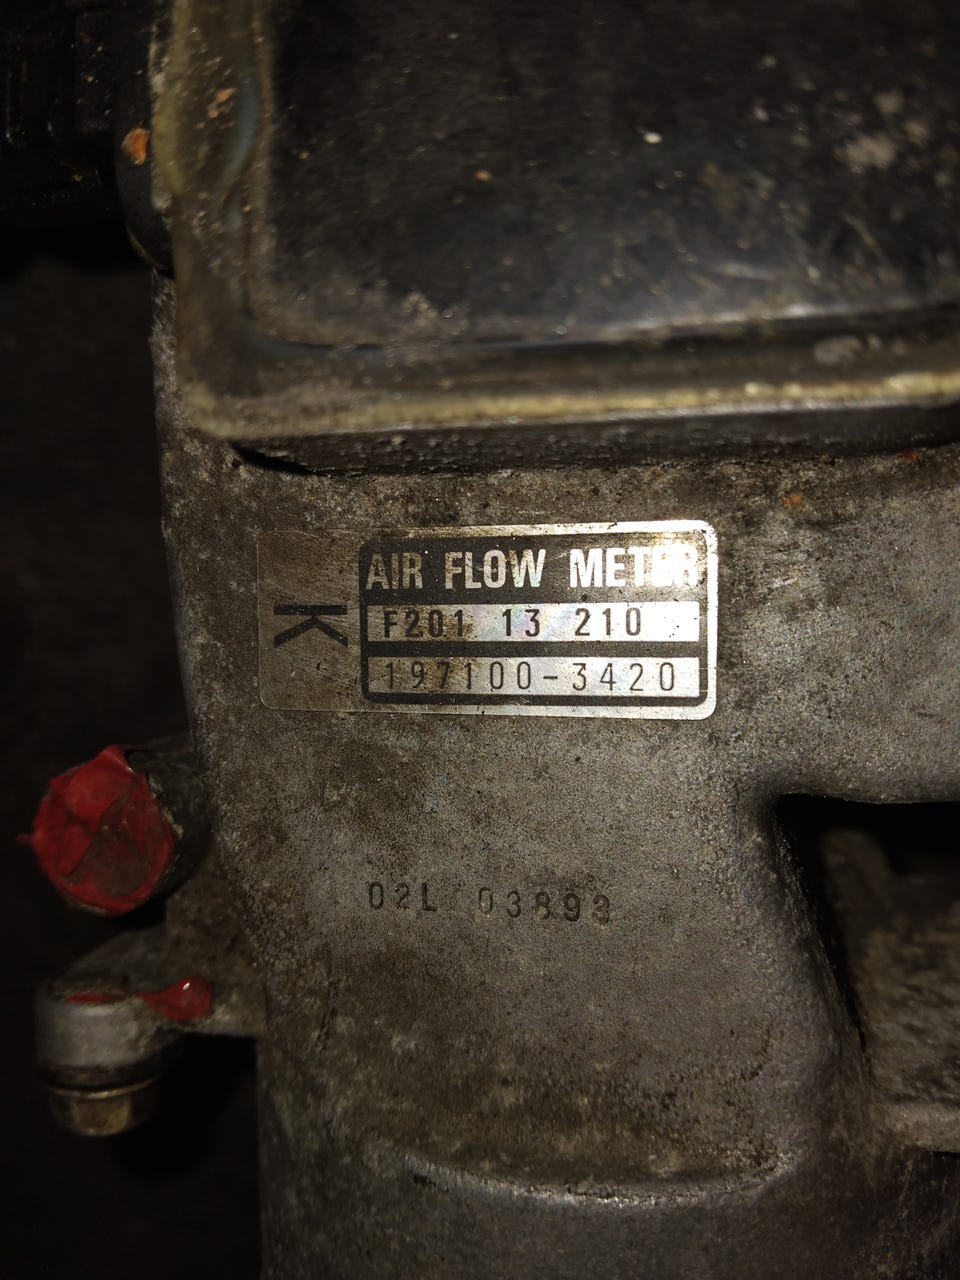 AIR FLOW METER
K
F201 13 210
197100-3420
02L 03893